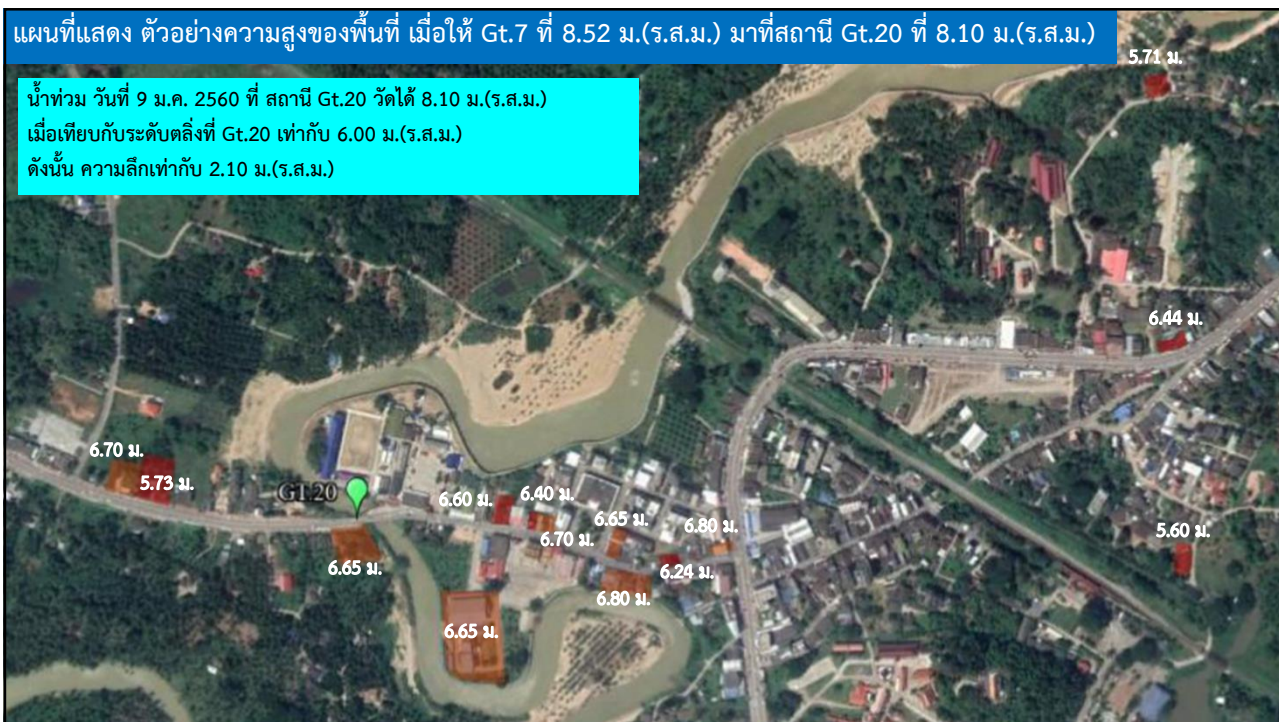 แผนที่แสดง ตัวอย่างความสูงของพื้นที่ เมื่อให้ Gt.7 ที่ 8.52 ม.(ร.ส.ม.) มาที่สถานี Gt.20 ที่ 8.10 ม.(ร.ส.ม.)
น้ำท่วม วันที่ 9 ม.ค. 2560 ที่ สถานี Gt.20 วัดได้ 8.10 ม.(ร.ส.ม.)
เมื่อเทียบกับระดับตลิ่งที่ Gt.20 เท่ากับ 6.00 ม.(ร.ส.ม.)
ดังนั้น ความลึกเท่ากับ 2.10 ม.(ร.ส.ม.)
5.71 ม.
6.44 ม.
6.70 ม.
5.73 ม.
GT.20
6.60 ม.
6.40 ม.
6.65 ม.
6.80 ม.
6.70 ม.
5.60 ม.
6.65 ม.
6.24 ม.
6.80 ม.
6.65 ม.